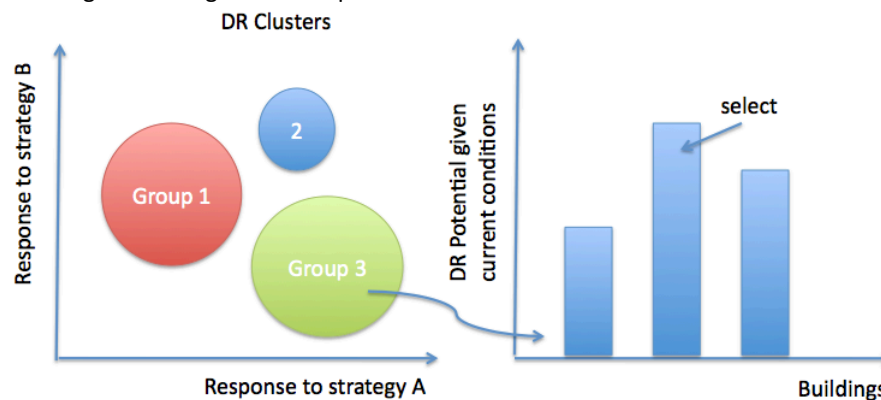 DR Clusters
Response to strategy B
Group 1
2
Group 3
Response to strategy A
DR Potential given
current conditions
select
Buildings